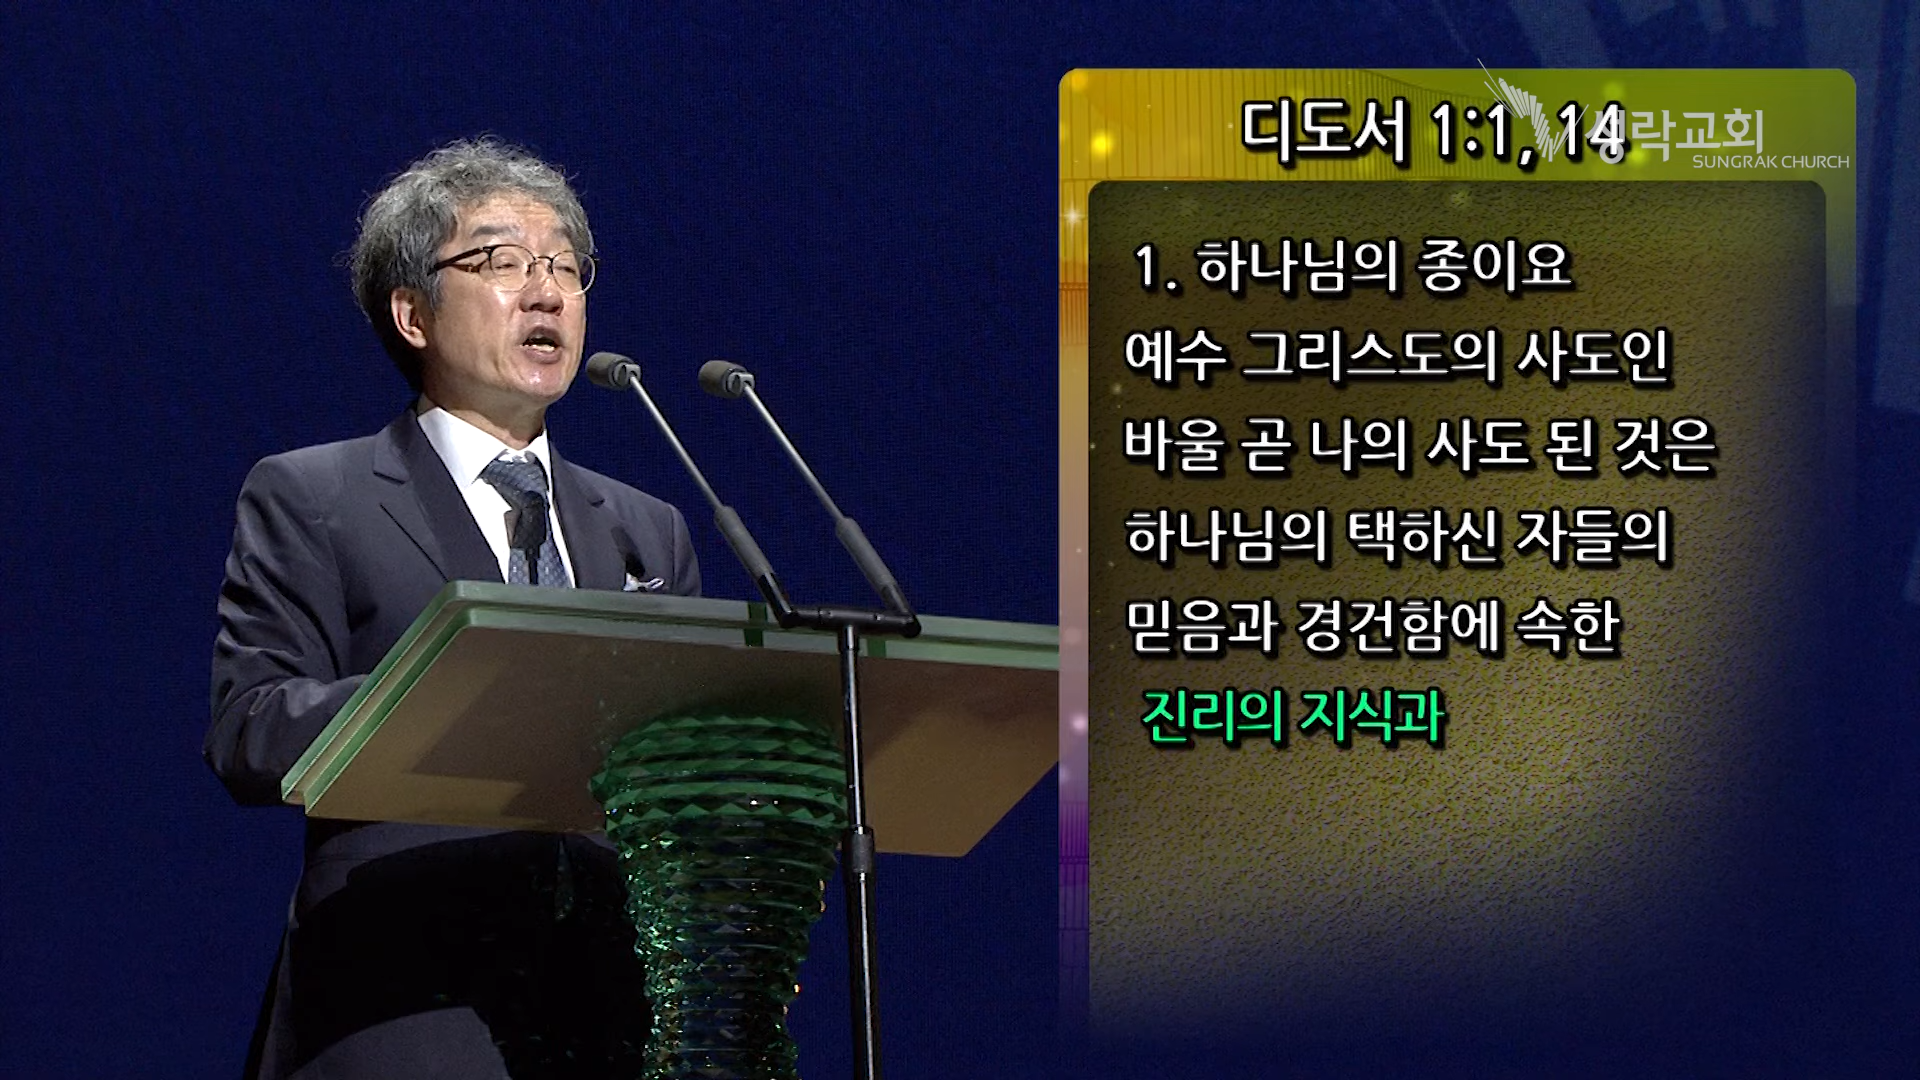 디도서 1:1, 14
생락교회
SUNGRAK CHURCH
1. 하나님의 종이요
예수 그리스도의 사도인
바울 곧 나의 사도 된 것은
하나님의 택하신 자들의
믿음과 경건함에 속한
진리의 지식과